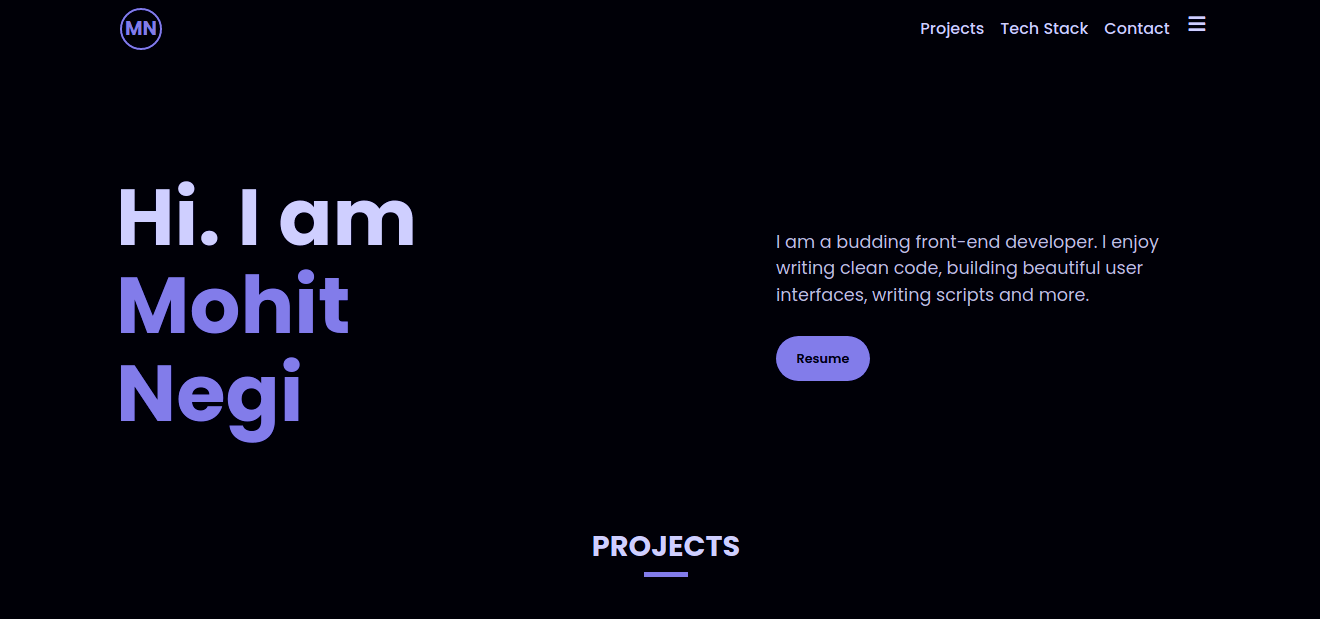 MN
Projects Tech Stack Contact
Hi. I am
Mohit
Negi
I am a budding front-end developer. I enjoy
writing clean code, building beautiful user
interfaces, writing scripts and more.
Resume
PROJECTS